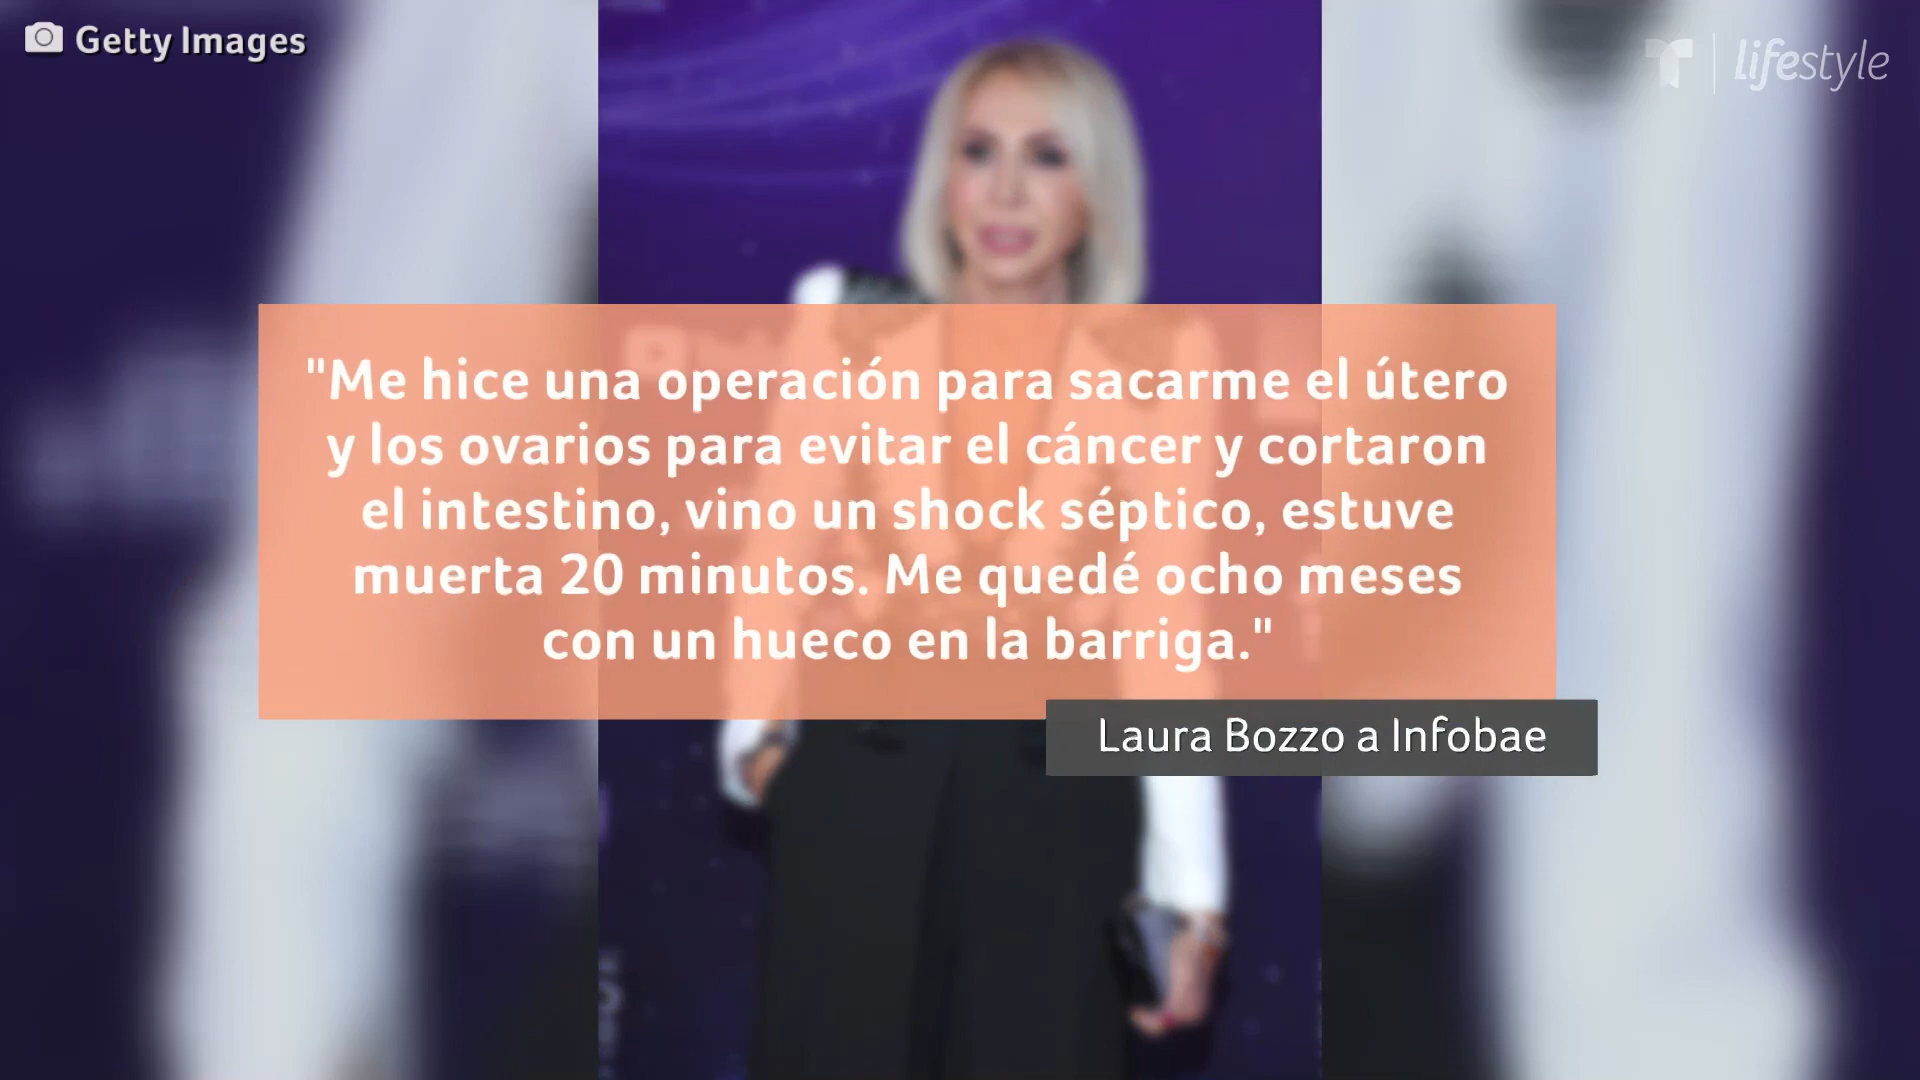 Getty Images
lifestyle
"Me hice una operación para sacarme el útero
y los ovarios para evitar el cáncer y cortaron
el intestino, vino un shock séptico, estuve
muerta 20 minutos. Me quedé ocho meses
con un hueco en la barriga."
Laura Bozzo a Infobae